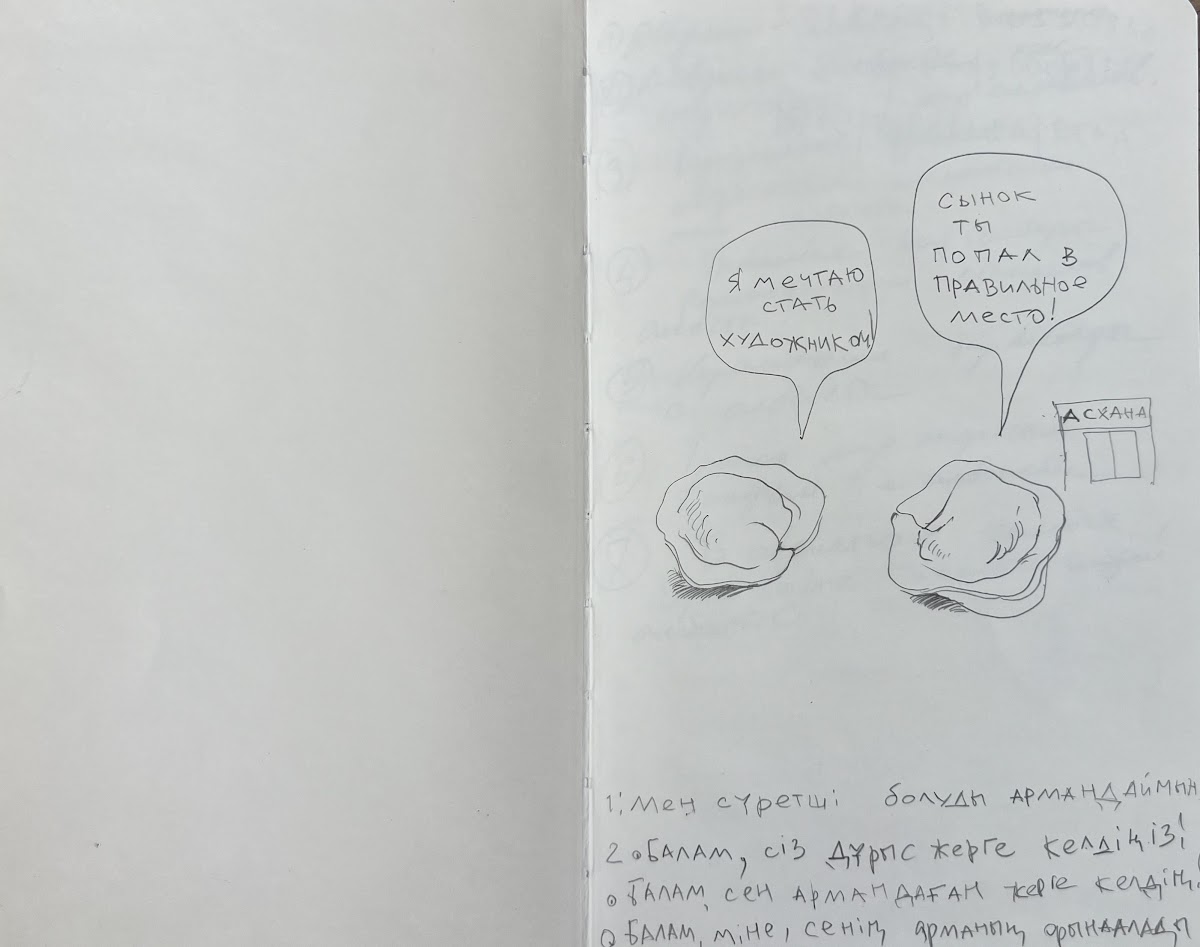 Я мечтаю
стать
художником!
сынок
ты
попал в
правильное
место!
АСХАНА
1; Мен суретші болуды армандаймын
2 Балам, сіз дұрыс жерге келдіңіз!
Балам, сен армандаған жерге келдің!
Балам, міне, сенің арманың орындалады